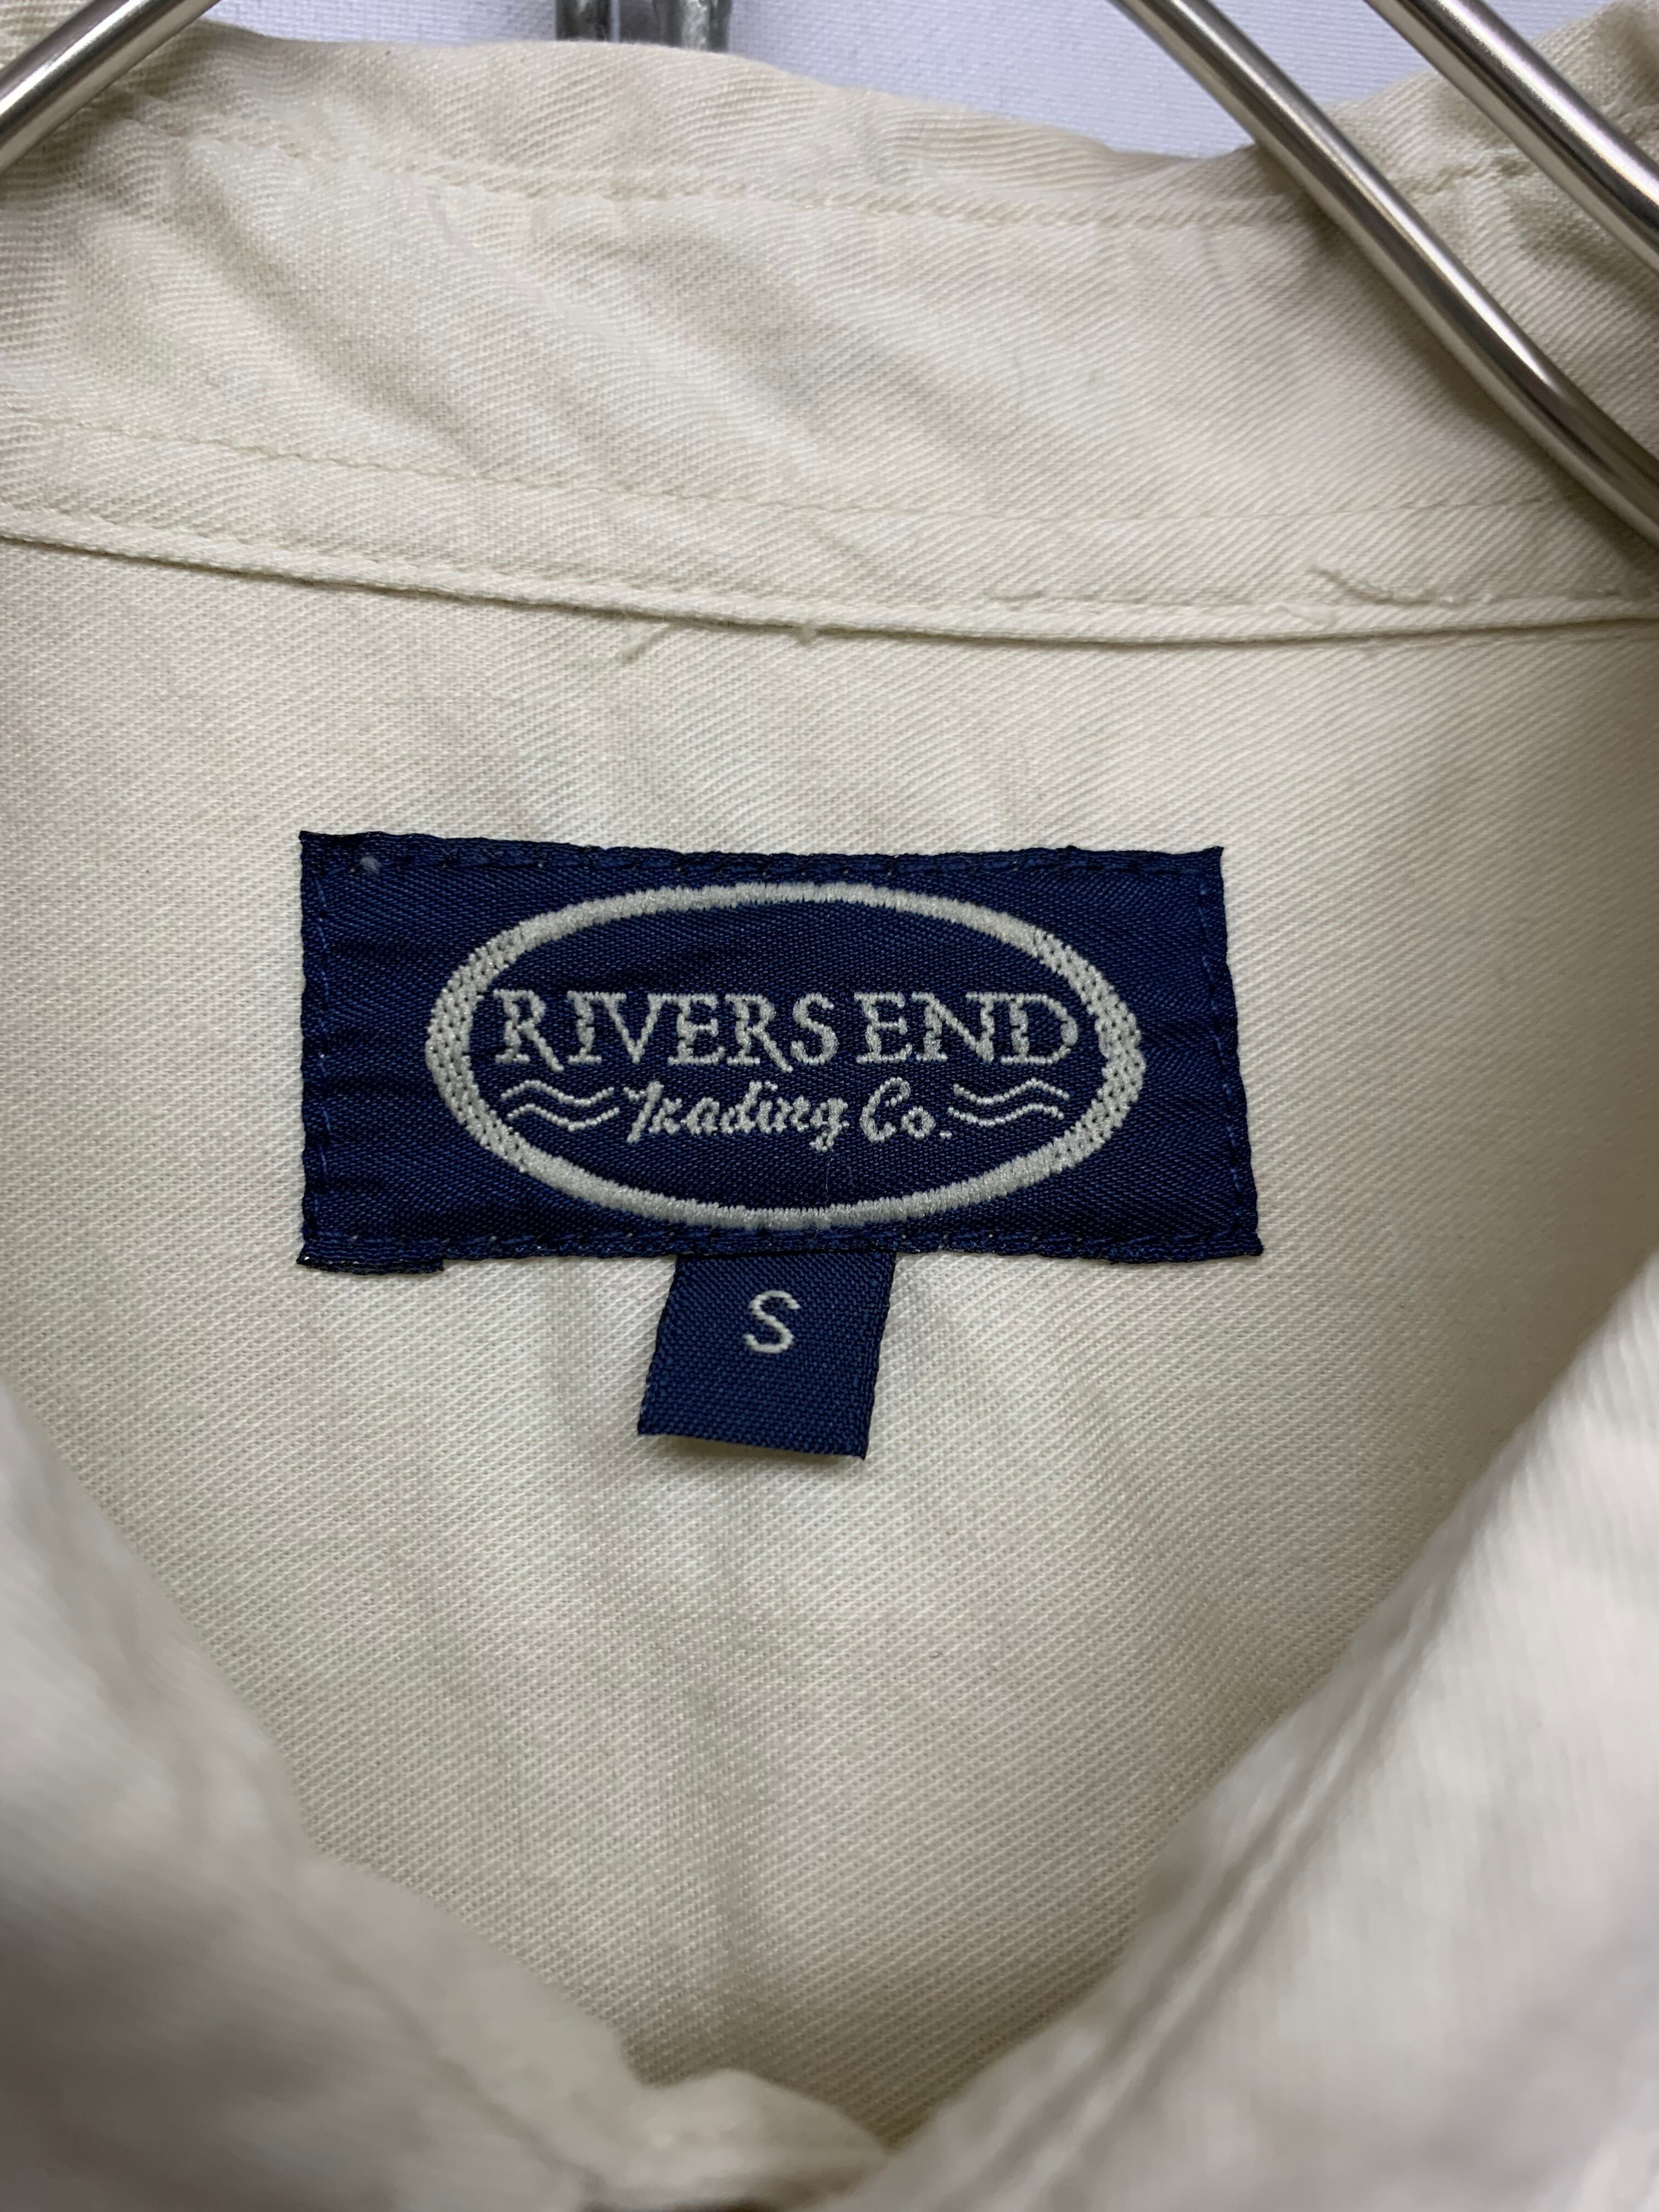 RIVERS END
Trading Co.
S